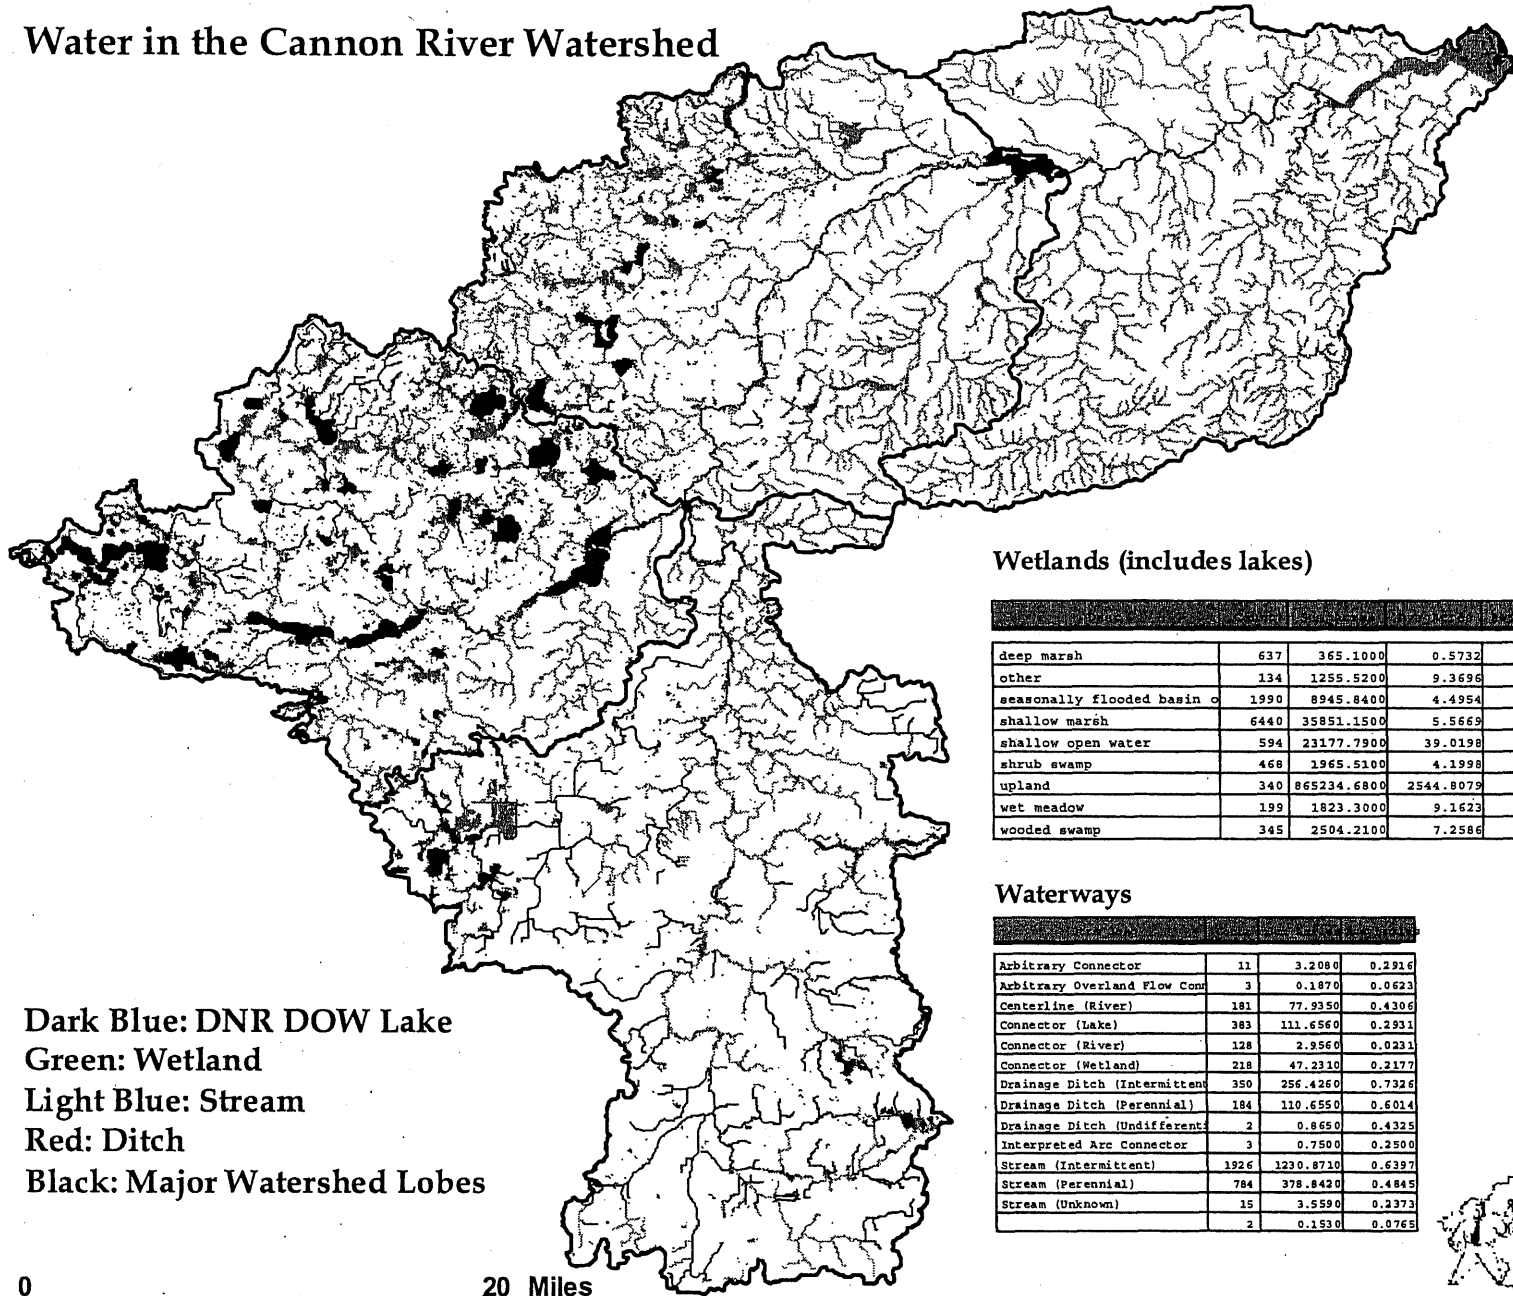 Water in the Cannon River Watershed
Wetlands (includes lakes)
deep marsh 637 365.1000 0.5732
other 134 1255.5200 9.3696
seasonally flooded basin o 1990 8945.8400 4.4954
shallow marsh 6440 35851.1500 5.5669
shallow open water 594 23177.7900 39.0198
shrub swamp 468 1965.5100 4.1998
upland 340 865234.6800 2544.8079
wet meadow 199 1823.3000 9.1623
wooded swamp 345 2504.2100 7.2586
Waterways
Arbitrary Connector 11 3.2080 0.2916
Arbitrary Overland Flow Conn 3 0.1870 0.0623
Centerline (River) 181 77.9350 0.4306
Connector (Lake) 383 111.6560 0.2931
Connector (River) 128 2.9560 0.0231
Connector (Wetland) 218 47.2310 0.2177
Drainage Ditch (Intermittent 350 256.4260 0.7326
Drainage Ditch (Perennial) 184 110.6550 0.6014
Drainage Ditch (Undifferenti 2 0.8650 0.4325
Interpreted Arc Connector 3 0.7500 0.2500
Stream (Intermittent) 1926 1230.8710 0.6397
Stream (Perennial) 784 378.8420 0.4845
Stream (Unknown) 15 3.5590 0.2373
2 0.1530 0.0765
Dark Blue: DNR DOW Lake
Green: Wetland
Light Blue: Stream
Red: Ditch
Black: Major Watershed Lobes
0 20 Miles